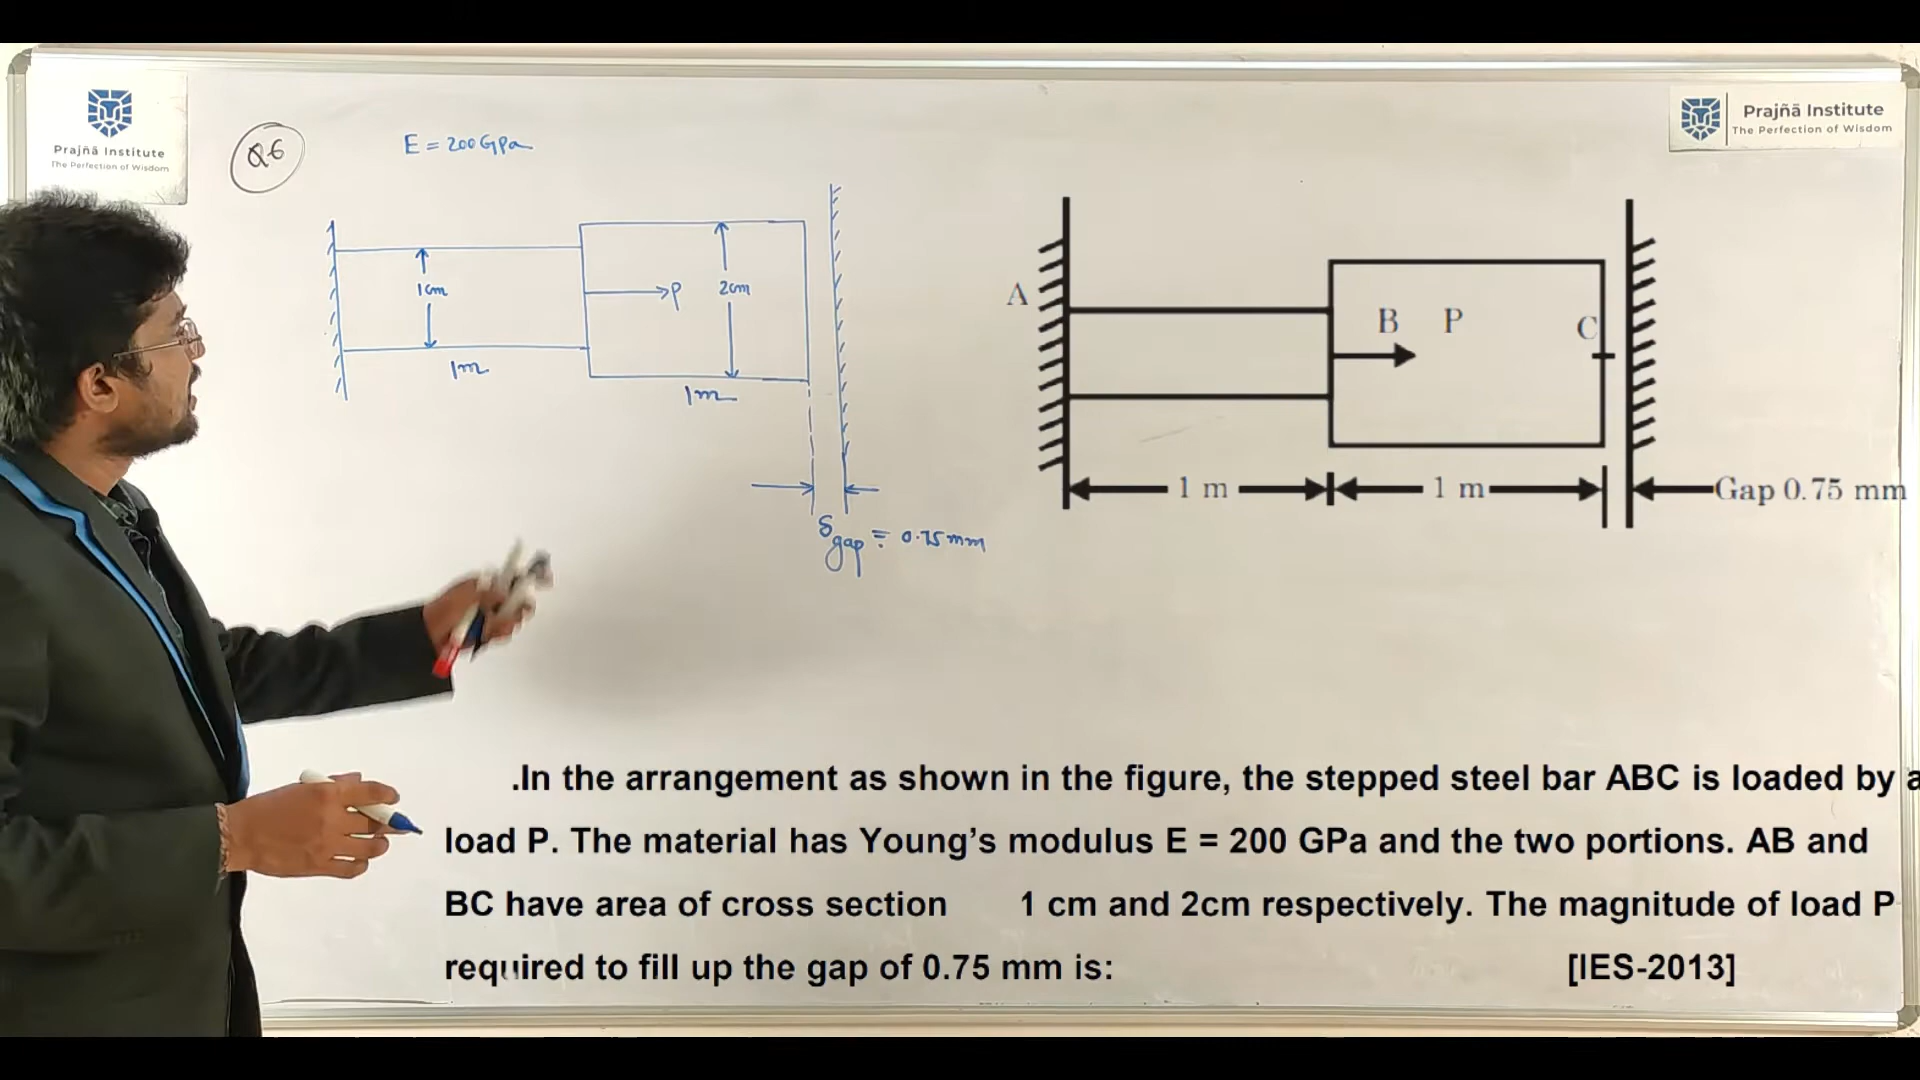 Prajñā Institute
The Perfection of Wisdom
Prajñā Institute
The Perfection of Wisdom
Q6
E = 200 GPa
1cm
P
2cm
1m
1m
δgap = 0.75 mm
A
B P
C
1 m
1 m
Gap 0.75 mm
.In the arrangement as shown in the figure, the stepped steel bar ABC is loaded by a
load P. The material has Young’s modulus E = 200 GPa and the two portions. AB and
BC have area of cross section 1 cm and 2cm respectively. The magnitude of load P
required to fill up the gap of 0.75 mm is: [IES-2013]